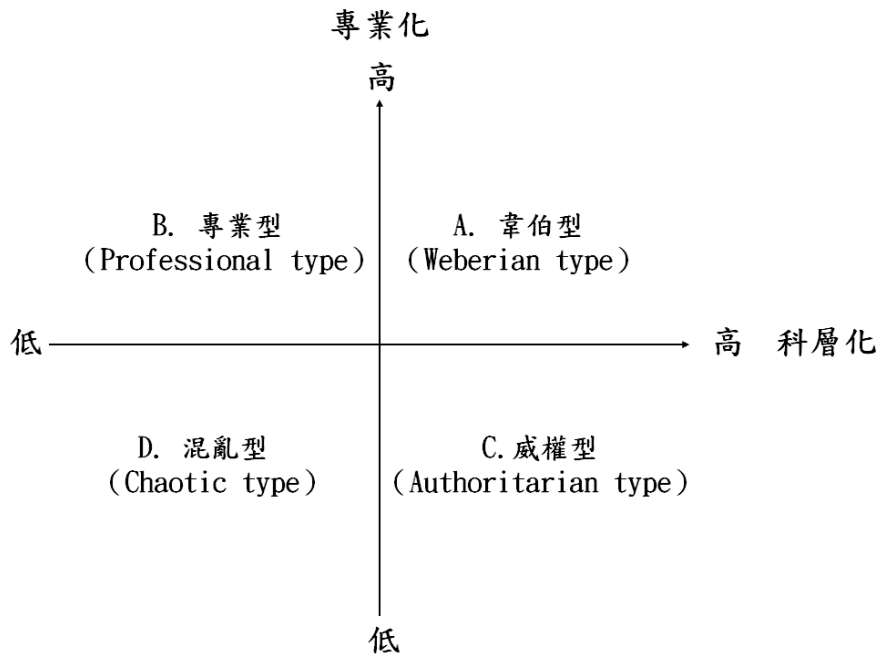 專業化
高
B. 專業型
(Professional type)
A. 韋伯型
(Weberian type)
低
高 科層化
D. 混亂型
(Chaotic type)
C.威權型
(Authoritarian type)
低